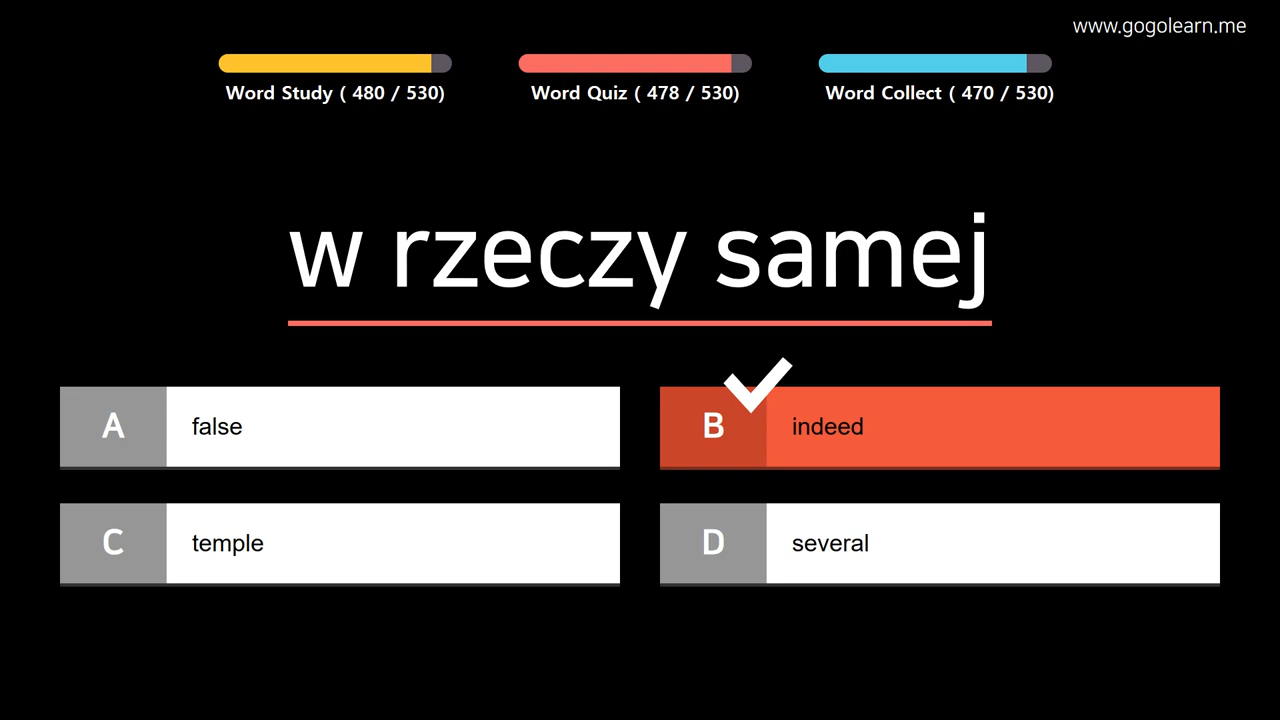 www.gogolearn.me
Word Study ( 480 / 530)
Word Quiz ( 478 / 530)
Word Collect ( 470 / 530)
w rzeczy samej
A false
B indeed
C temple
D several